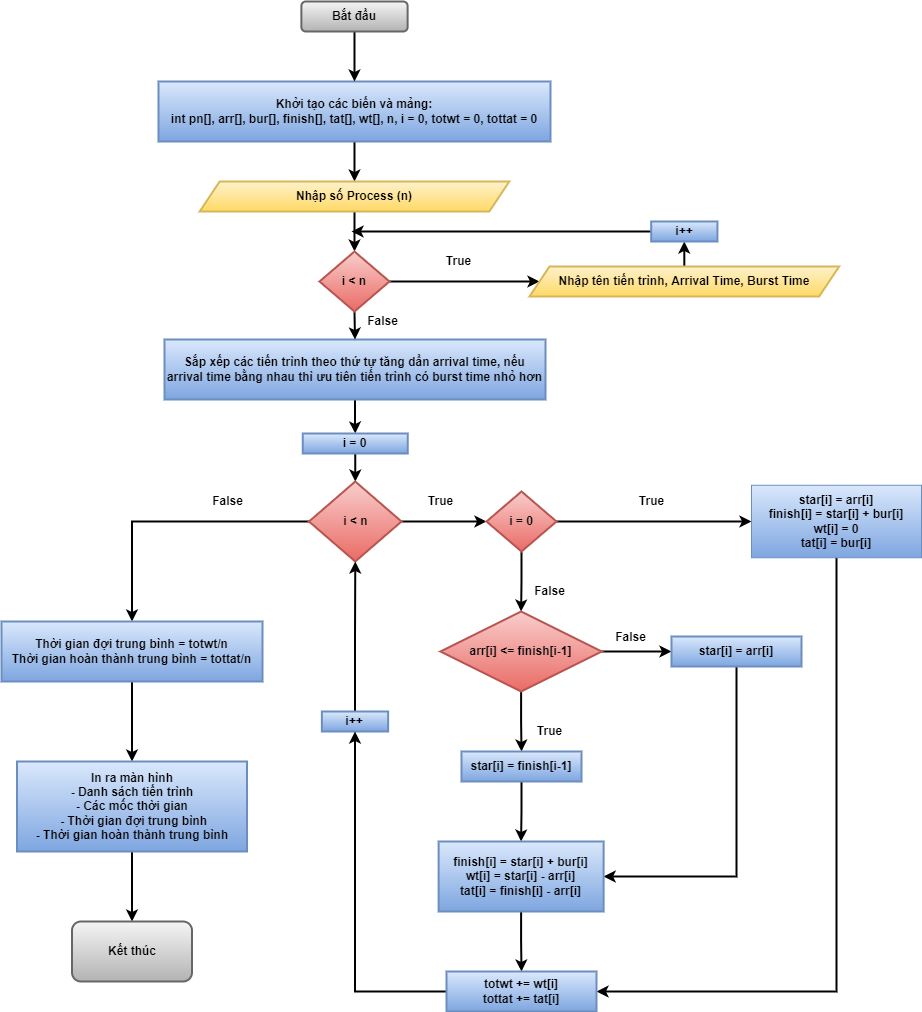 Bắt đầu
Khởi tạo các biến và mảng:
int pn[], arr[], bur[], finish[], tat[], wt[], n, i = 0, totwt = 0, tottat = 0
Nhập số Process (n)
i++
i < n
True
Nhập tên tiến trình, Arrival Time, Burst Time
False
Sắp xếp các tiến trình theo thứ tự tăng dần arrival time, nếu
arrival time bằng nhau thì ưu tiên tiến trình có burst time nhỏ hơn
i = 0
False
i < n
True
i = 0
True
star[i] = arr[i]
finish[i] = star[i] + bur[i]
wt[i] = 0
tat[i] = bur[i]
False
Thời gian đợi trung bình = totwt/n
Thời gian hoàn thành trung bình = tottat/n
arr[i] <= finish[i-1]
False
star[i] = arr[i]
i++
True
star[i] = finish[i-1]
In ra màn hình
- Danh sách tiến trình
- Các mốc thời gian
- Thời gian đợi trung bình
- Thời gian hoàn thành trung bình
finish[i] = star[i] + bur[i]
wt[i] = star[i] - arr[i]
tat[i] = finish[i] - arr[i]
Kết thúc
totwt += wt[i]
tottat += tat[i]